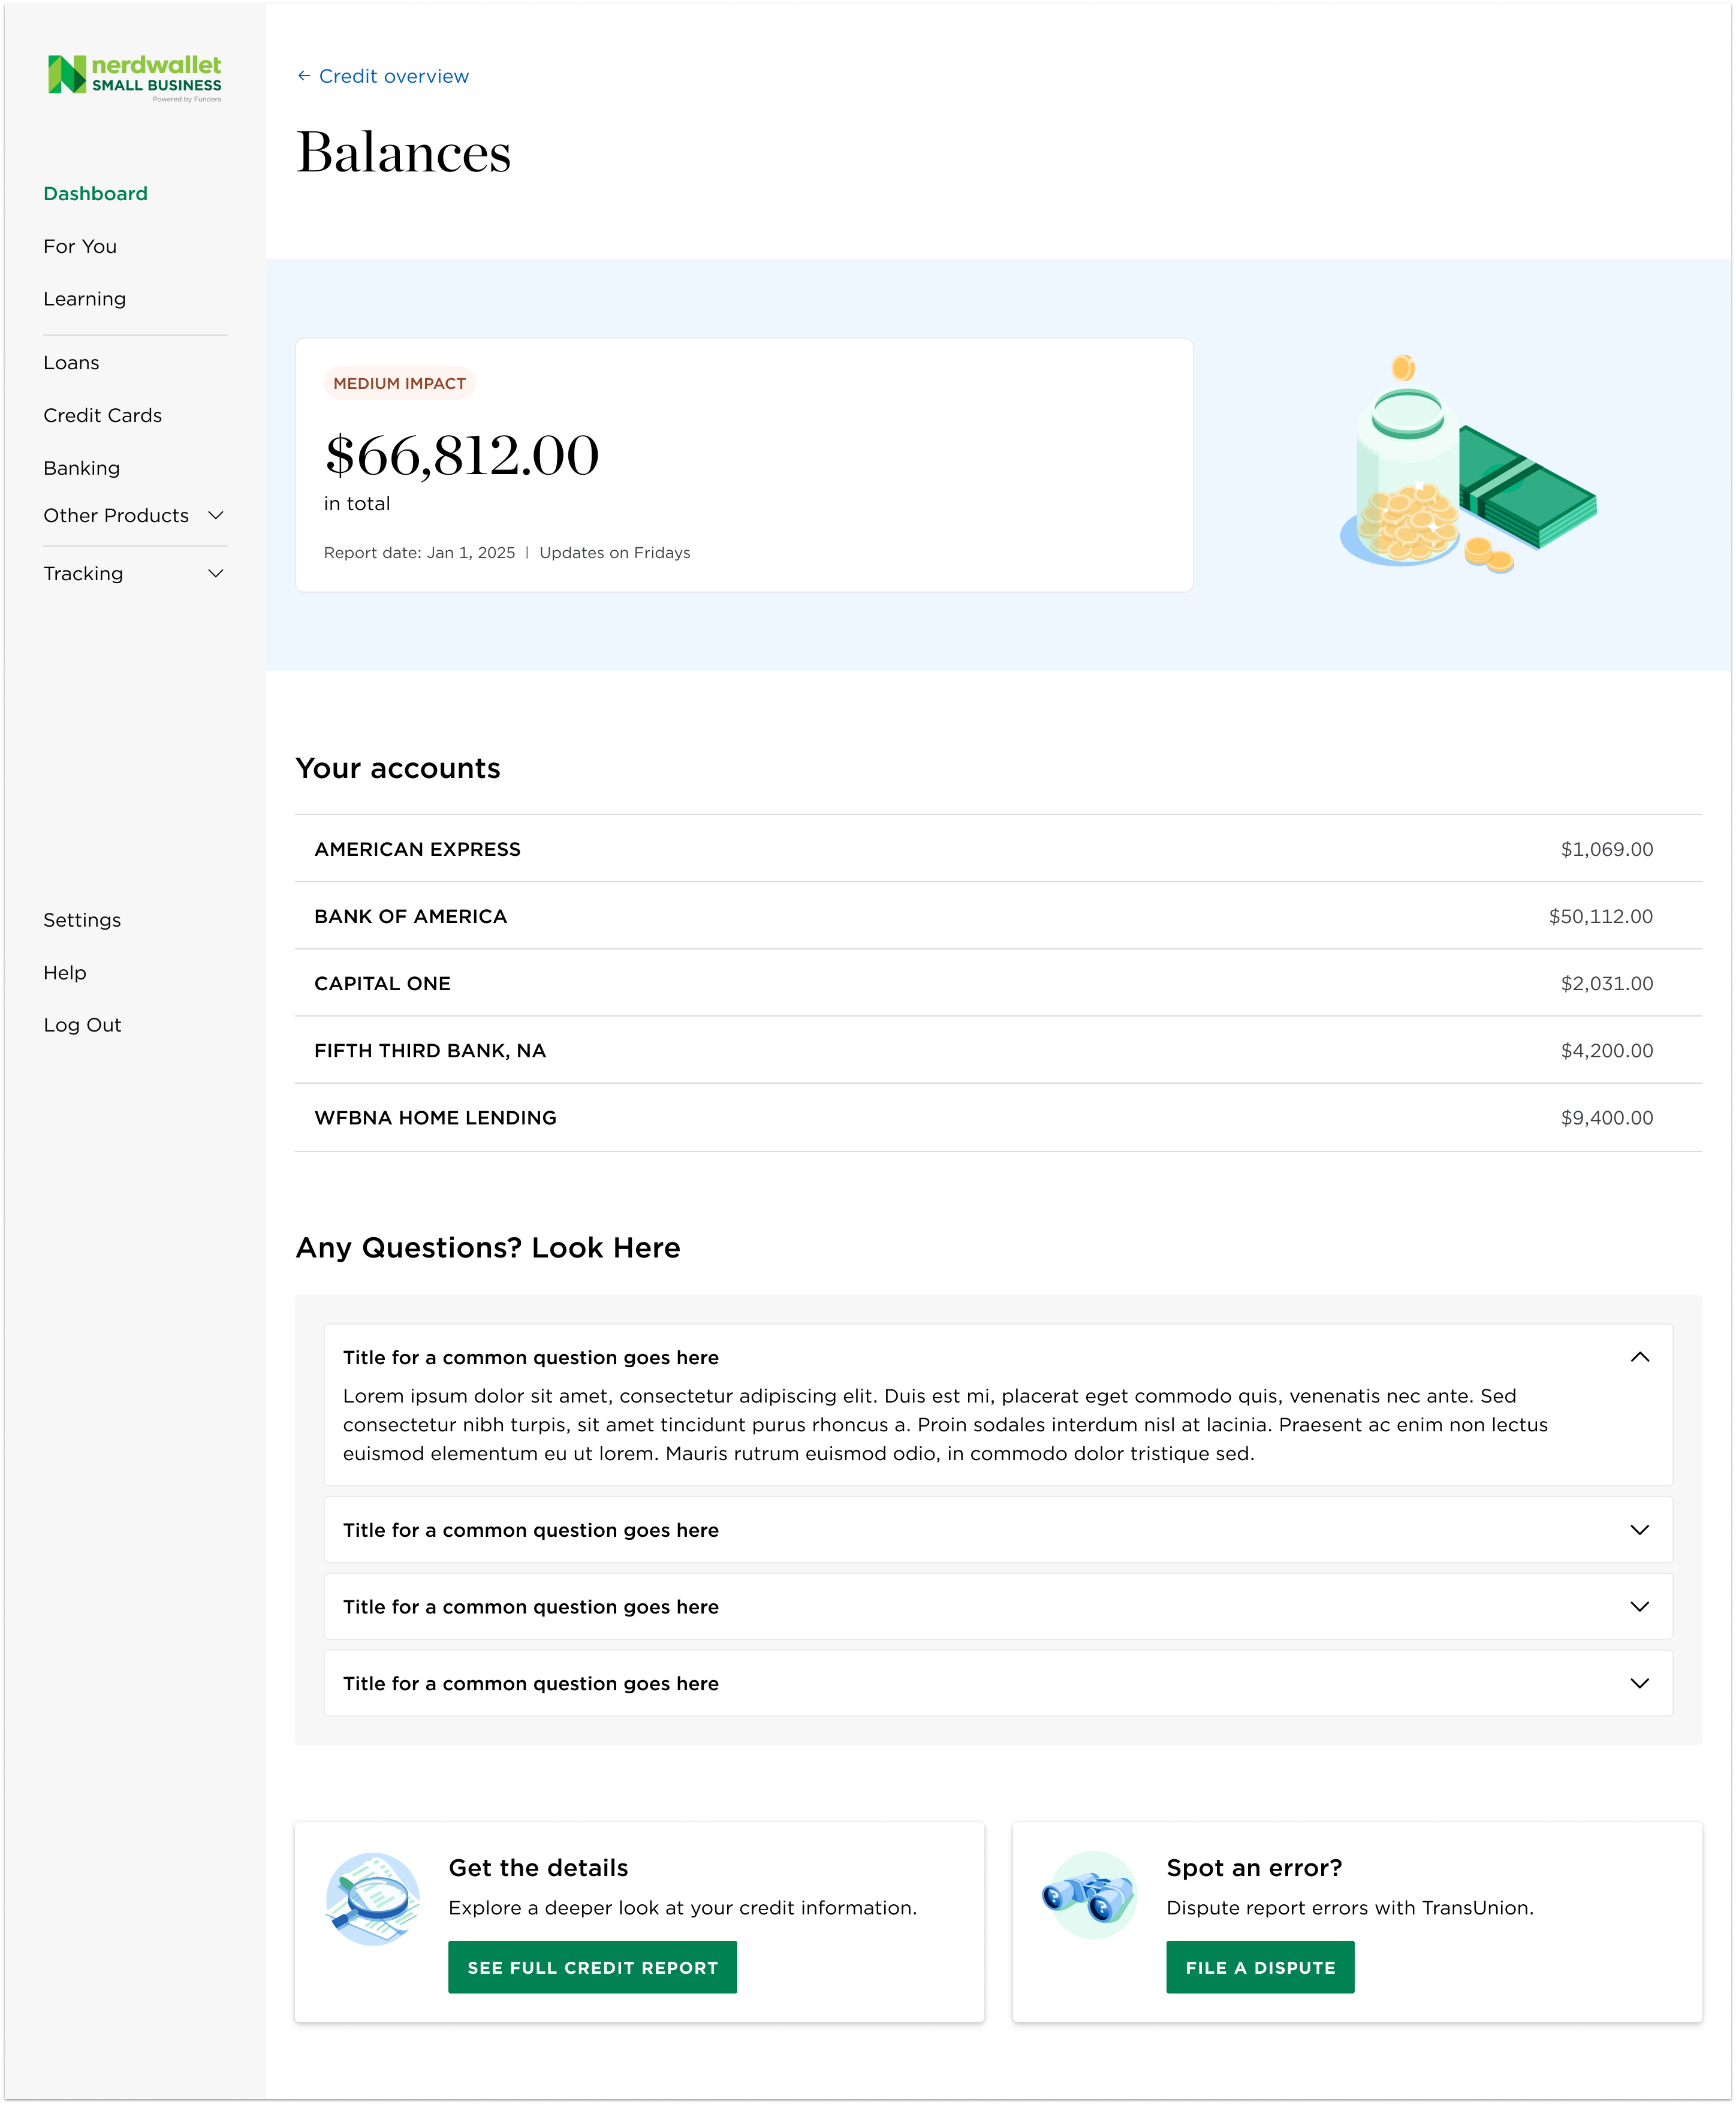 nerdwallet
SMALL BUSINESS
Powered by Fundera
Dashboard
For You
Learning
Loans
Credit Cards
Banking
Other Products
Tracking
Settings
Help
Log Out
← Credit overview
Balances
MEDIUM IMPACT
$66,812.00
in total
Report date: Jan 1, 2025 | Updates on Fridays
Your accounts
AMERICAN EXPRESS $1,069.00
BANK OF AMERICA $50,112.00
CAPITAL ONE $2,031.00
FIFTH THIRD BANK, NA $4,200.00
WFBNA HOME LENDING $9,400.00
Any Questions? Look Here
Title for a common question goes here
Lorem ipsum dolor sit amet, consectetur adipiscing elit. Duis est mi, placerat eget commodo quis, venenatis nec ante. Sed
consectetur nibh turpis, sit amet tincidunt purus rhoncus a. Proin sodales interdum nisl at lacinia. Praesent ac enim non lectus
euismod elementum eu ut lorem. Mauris rutrum euismod odio, in commodo dolor tristique sed.
Title for a common question goes here
Title for a common question goes here
Title for a common question goes here
Get the details
Explore a deeper look at your credit information.
SEE FULL CREDIT REPORT
? ?
Spot an error?
Dispute report errors with TransUnion.
FILE A DISPUTE